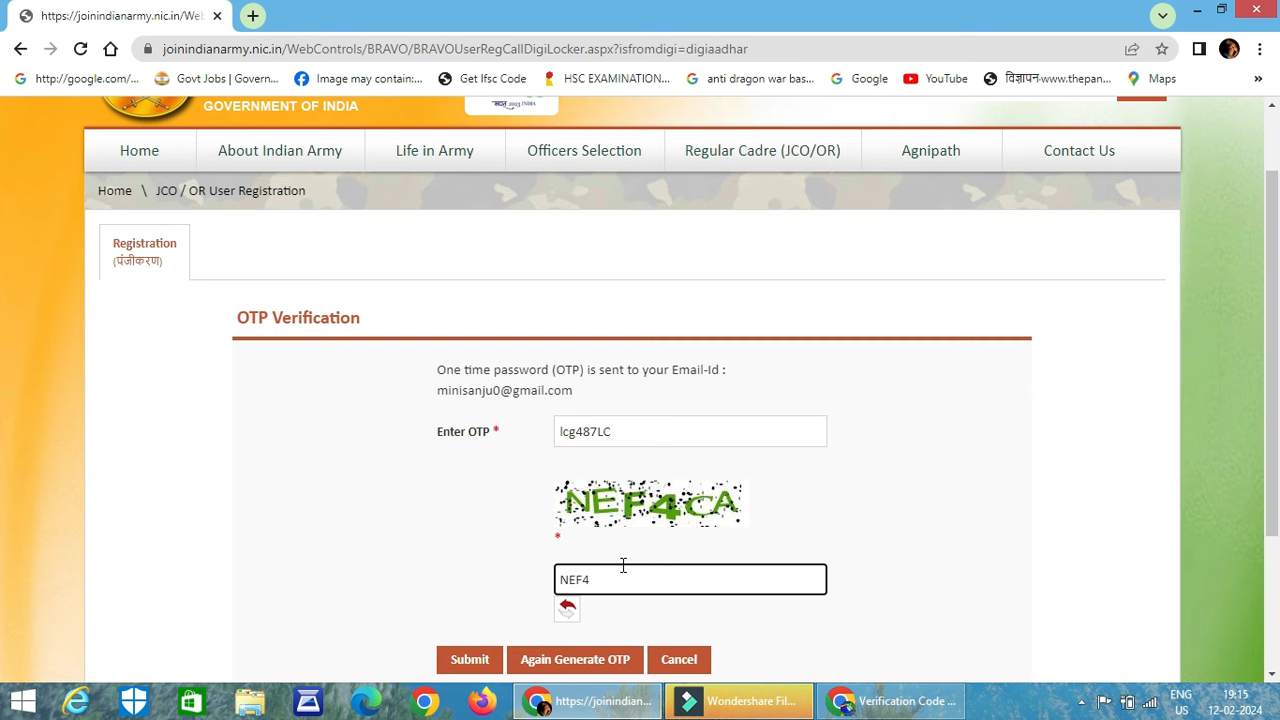 https://joinindianarmy.nic.in/We
joinindianarmy.nic.in/WebControls/BRAVO/BRAVOUserRegCallDigiLocker.aspx?isfromdigi=digiaadhar
http://google.com/... Govt Jobs | Govern... Image may contain:... Get Ifsc Code HSC EXAMINATION... anti dragon war bas... Google YouTube विज्ञापन-www.thepan... Maps »
GOVERNMENT OF INDIA
Home About Indian Army Life in Army Officers Selection Regular Cadre (JCO/OR) Agnipath Contact Us
Home \ JCO / OR User Registration
Registration
(पंजीकरण)
OTP Verification
One time password (OTP) is sent to your Email-Id :
minisanju0@gmail.com
Enter OTP * lcg487LC
NEF4CA
*
NEF4
Submit Again Generate OTP Cancel
https://joinindian... Wondershare Fil... Verification Code ...
ENG 19:15
US 12-02-2024